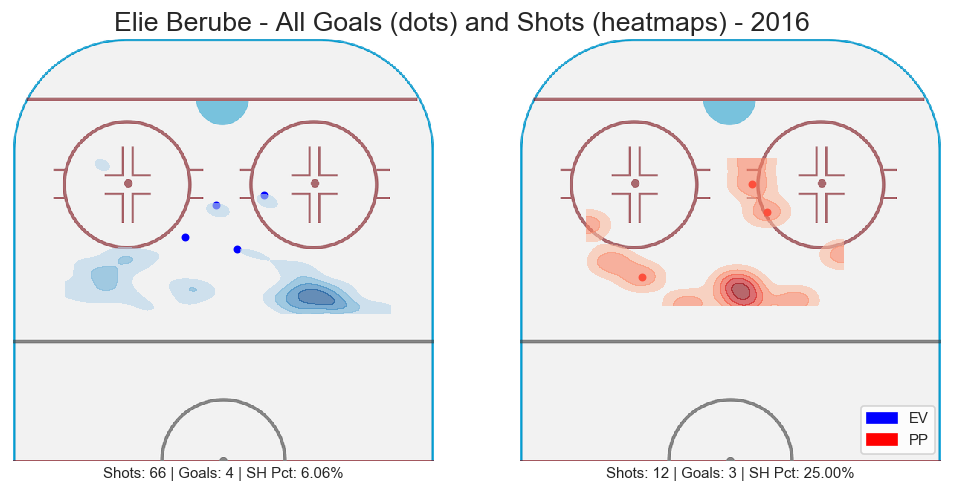 Elie Berube - All Goals (dots) and Shots (heatmaps) - 2016
EV
PP
Shots: 66 | Goals: 4 | SH Pct: 6.06%
Shots: 12 | Goals: 3 | SH Pct: 25.00%